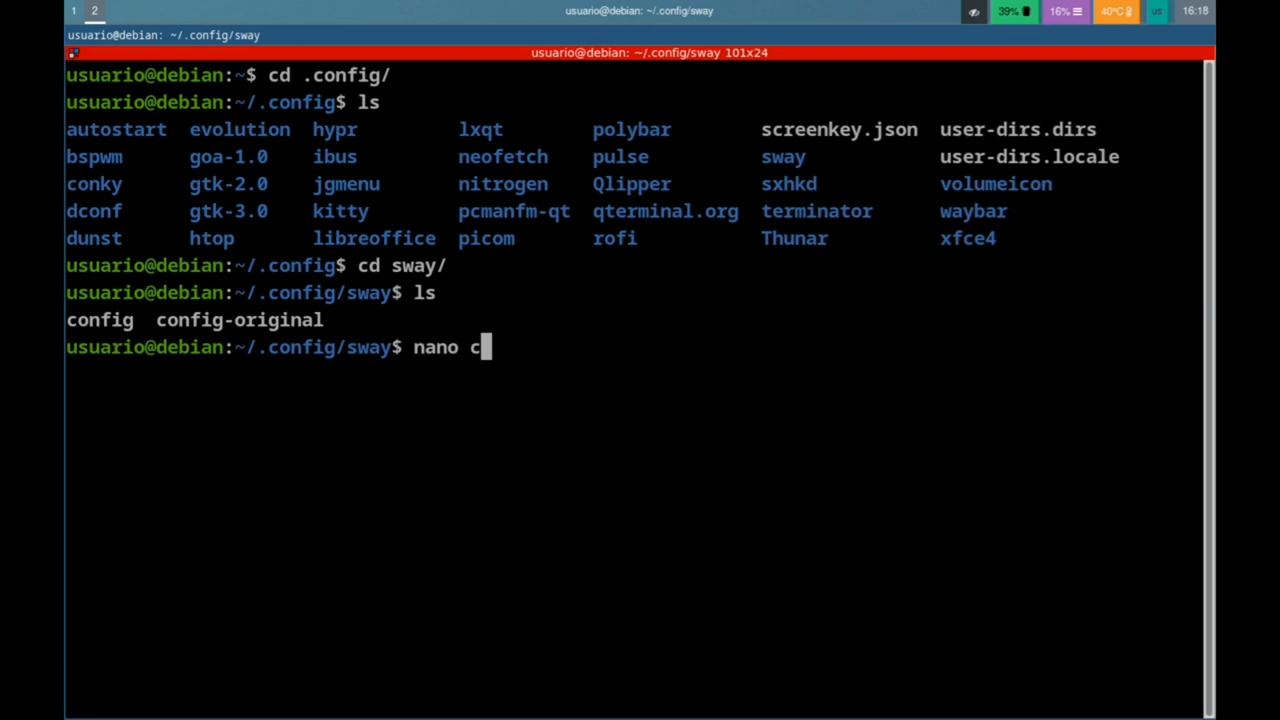 1 2 usuario@debian: ~/.config/sway 39% 16% 40°C us 16:18
usuario@debian: ~/.config/sway
usuario@debian: ~/.config/sway 101x24
usuario@debian:~$ cd .config/
usuario@debian:~/.config$ ls
autostart evolution hypr lxqt polybar screenkey.json user-dirs.dirs
bspwm goa-1.0 ibus neofetch pulse sway user-dirs.locale
conky gtk-2.0 jgmenu nitrogen Qlipper sxhkd volumeicon
dconf gtk-3.0 kitty pcmanfm-qt qterminal.org terminator waybar
dunst htop libreoffice picom rofi Thunar xfce4
usuario@debian:~/.config$ cd sway/
usuario@debian:~/.config/sway$ ls
config config-original
usuario@debian:~/.config/sway$ nano c